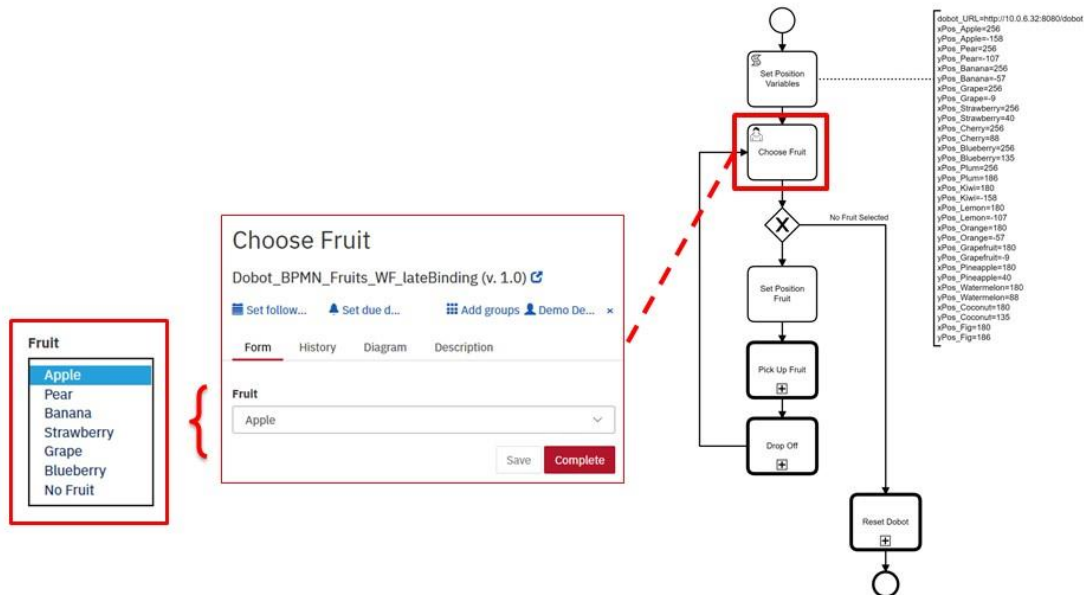 Fruit
Apple
Pear
Banana
Strawberry
Grape
Blueberry
No Fruit
Choose Fruit
Dobot_BPMN_Fruits_WF_lateBinding (v. 1.0)
Set follow... Set due d... Add groups Demo De... ×
Form History Diagram Description
Fruit
Apple
Save Complete
Set Position
Variables
Choose Fruit
No Fruit Selected
Set Position
Fruit
Pick Up Fruit
Drop Off
Reset Dobot
dobot_URL=http://10.0.6.32:8080/dobot
xPos_Apple=256
yPos_Apple=-158
xPos_Pear=256
yPos_Pear=-107
xPos_Banana=256
yPos_Banana=-57
xPos_Grape=256
yPos_Grape=-9
xPos_Strawberry=256
yPos_Strawberry=40
xPos_Cherry=256
yPos_Cherry=88
xPos_Blueberry=256
yPos_Blueberry=135
xPos_Plum=256
yPos_Plum=186
xPos_Kiwi=180
yPos_Kiwi=-158
xPos_Lemon=180
yPos_Lemon=-107
xPos_Orange=180
yPos_Orange=-57
xPos_Grapefruit=180
yPos_Grapefruit=-9
xPos_Pineapple=180
yPos_Pineapple=40
xPos_Watermelon=180
yPos_Watermelon=88
xPos_Coconut=180
yPos_Coconut=135
xPos_Fig=180
yPos_Fig=186